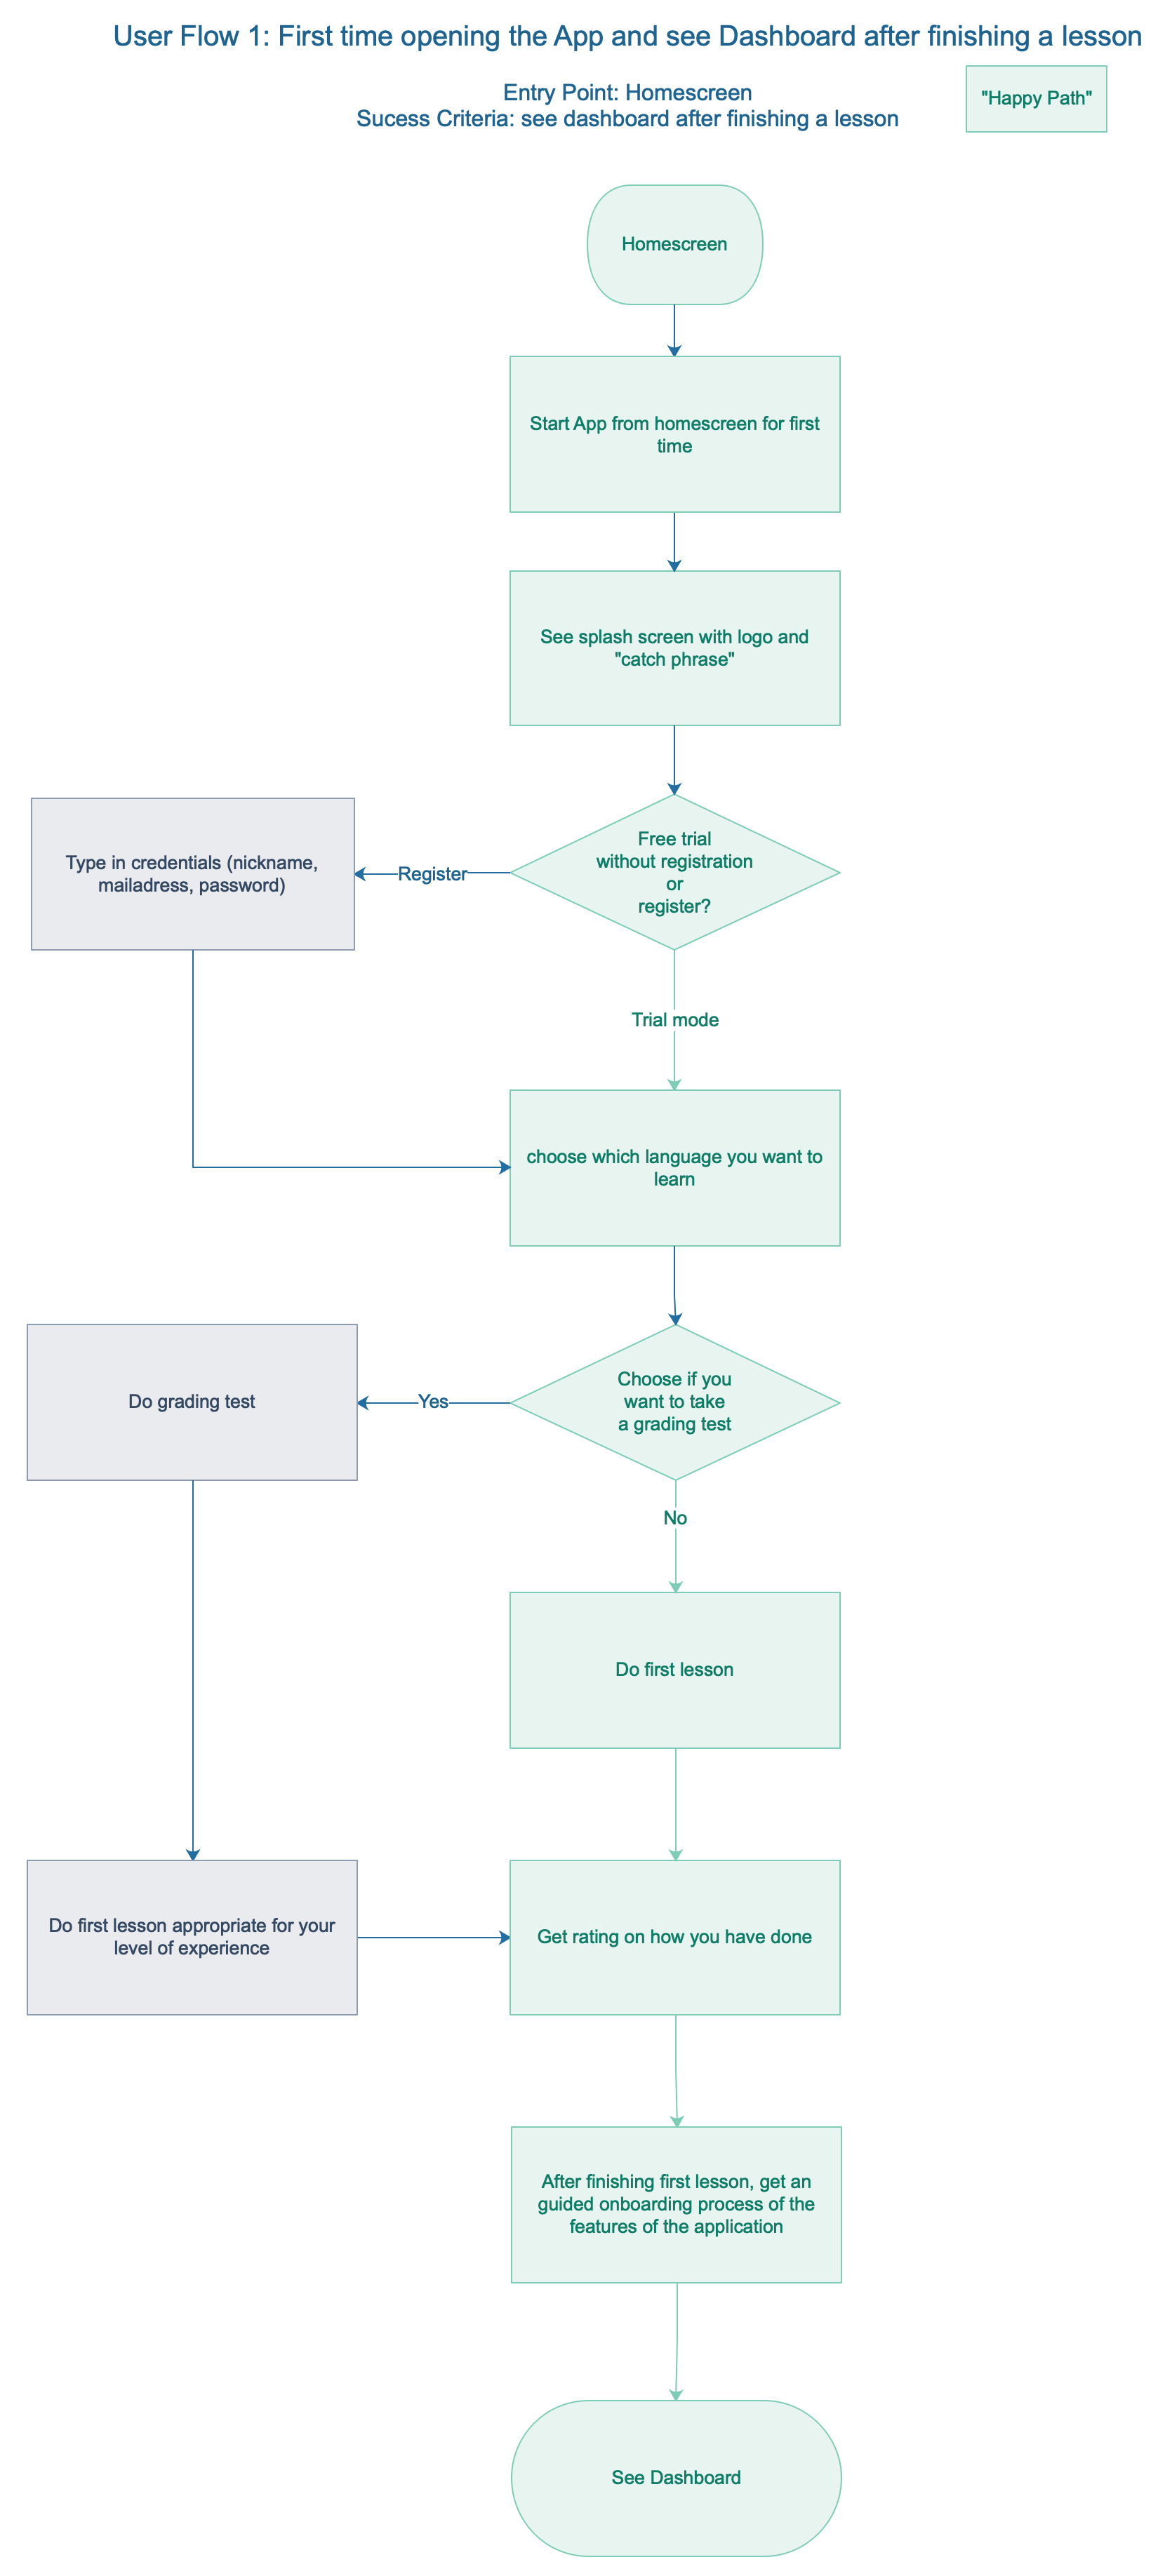 User Flow 1: First time opening the App and see Dashboard after finishing a lesson
Entry Point: Homescreen
Sucess Criteria: see dashboard after finishing a lesson
"Happy Path"
Homescreen
Start App from homescreen for first
time
See splash screen with logo and
"catch phrase"
Free trial
without registration
or
register?
Register
Type in credentials (nickname,
mailadress, password)
Trial mode
choose which language you want to
learn
Choose if you
want to take
a grading test
Yes
Do grading test
No
Do first lesson
Do first lesson appropriate for your
level of experience
Get rating on how you have done
After finishing first lesson, get an
guided onboarding process of the
features of the application
See Dashboard